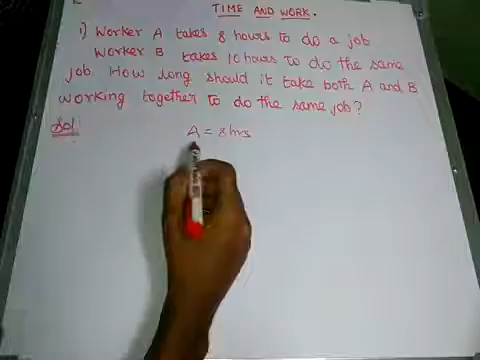 TIME AND WORK.
1) Worker A takes 8 hours to do a job
Worker B takes 10 hours to do the same
job. How long should it take both A and B
working together to do the same job?
Sol:
A = 8 hrs